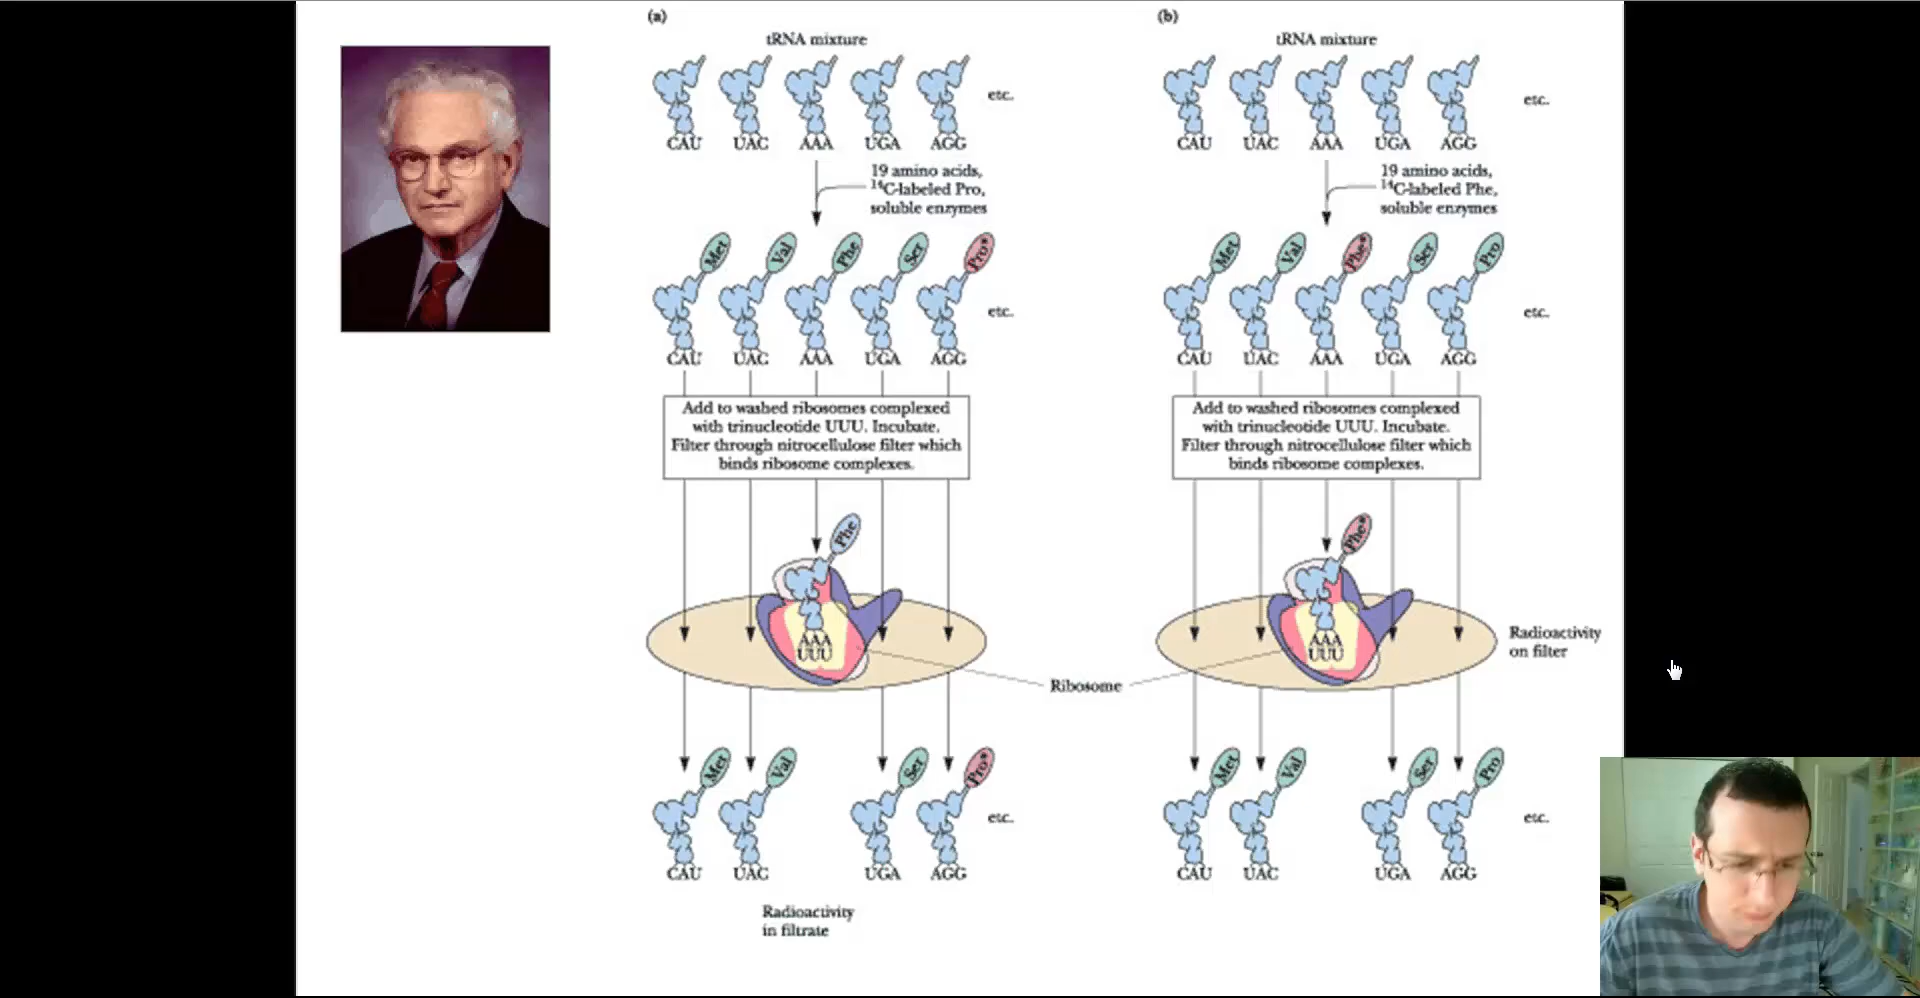 (a)
tRNA mixture
etc.
CAU UAC AAA UGA AGG
19 amino acids,
¹⁴C-labeled Pro,
soluble enzymes
Met Val Phe Ser Pro*
etc.
CAU UAC AAA UGA AGG
Add to washed ribosomes complexed
with trinucleotide UUU. Incubate.
Filter through nitrocellulose filter which
binds ribosome complexes.
Phe
AAA
UUU
Ribosome
Met Val Ser Pro*
etc.
CAU UAC UGA AGG
Radioactivity
in filtrate
(b)
tRNA mixture
etc.
CAU UAC AAA UGA AGG
19 amino acids,
¹⁴C-labeled Phe,
soluble enzymes
Met Val Phe* Ser Pro
etc.
CAU UAC AAA UGA AGG
Add to washed ribosomes complexed
with trinucleotide UUU. Incubate.
Filter through nitrocellulose filter which
binds ribosome complexes.
Phe*
AAA
UUU
Radioactivity
on filter
Met Val Ser Pro
etc.
CAU UAC UGA AGG